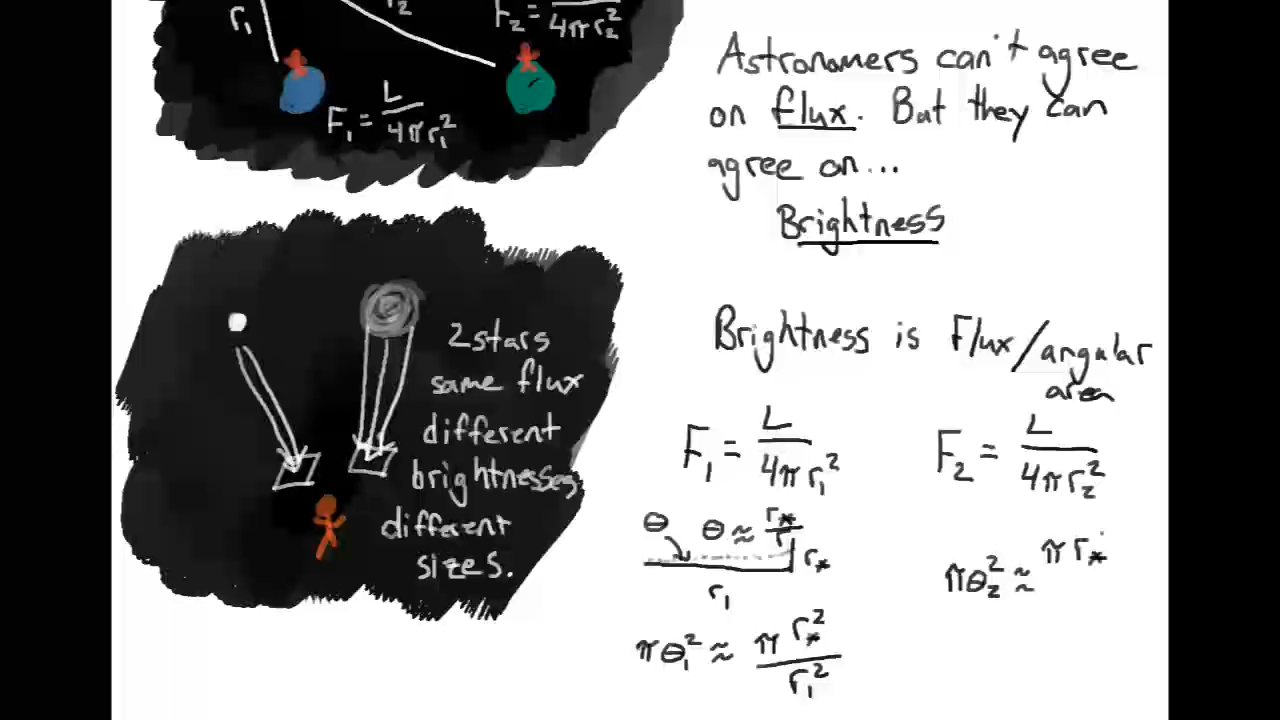 r₁
r₂
F₂ = / 4πr₂²
F₁ = L / 4πr₁²
Astronomers can't agree
on flux. But they can
agree on...
Brightness
2 stars
same flux
different
brightnesses
different
sizes.
Brightness is Flux/angular
area
F₁ = L / 4πr₁²
F₂ = L / 4πr₂²
θ θ ≈ r* / r
r*
r₁
πθ₁² ≈ π r*² / r₁²
πθ₂² ≈ π r*